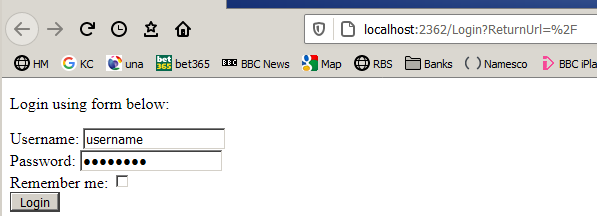 localhost:2362/Login?ReturnUrl=%2F
HM KC una bet365 bet365 BBC News Map RBS Banks Namesco BBC iPla
Login using form below:
Username: username
Password: ●●●●●●●●
Remember me:
Login